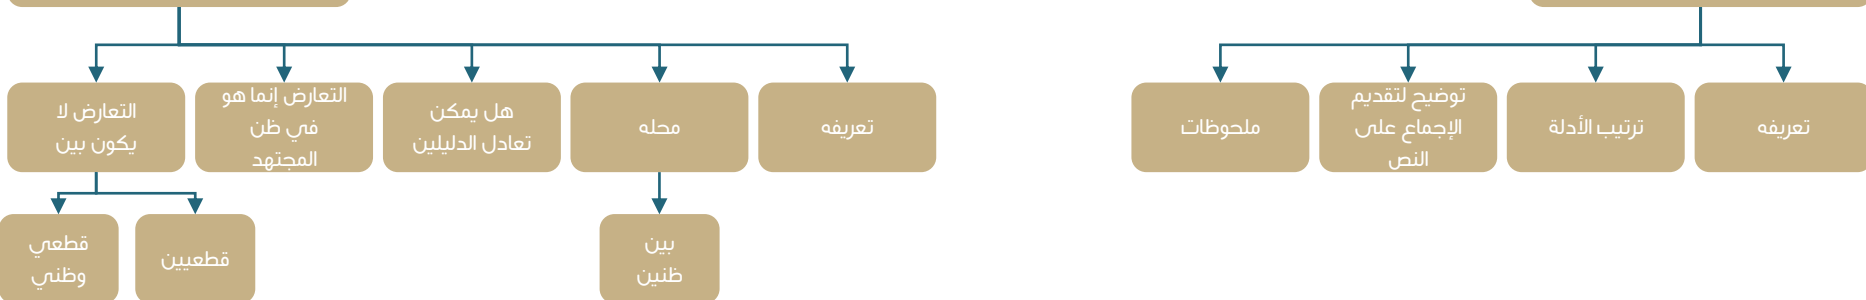 تعريفه
ترتيب الأدلة
توضيح لتقديم
الإجماع على
النص
ملحوظات
تعريفه
محله
هل يمكن
تعادل الدليلين
التعارض إنما هو
في ظن
المجتهد
التعارض لا
يكون بين
بين
ظنين
قطعيين
قطعي
وظني